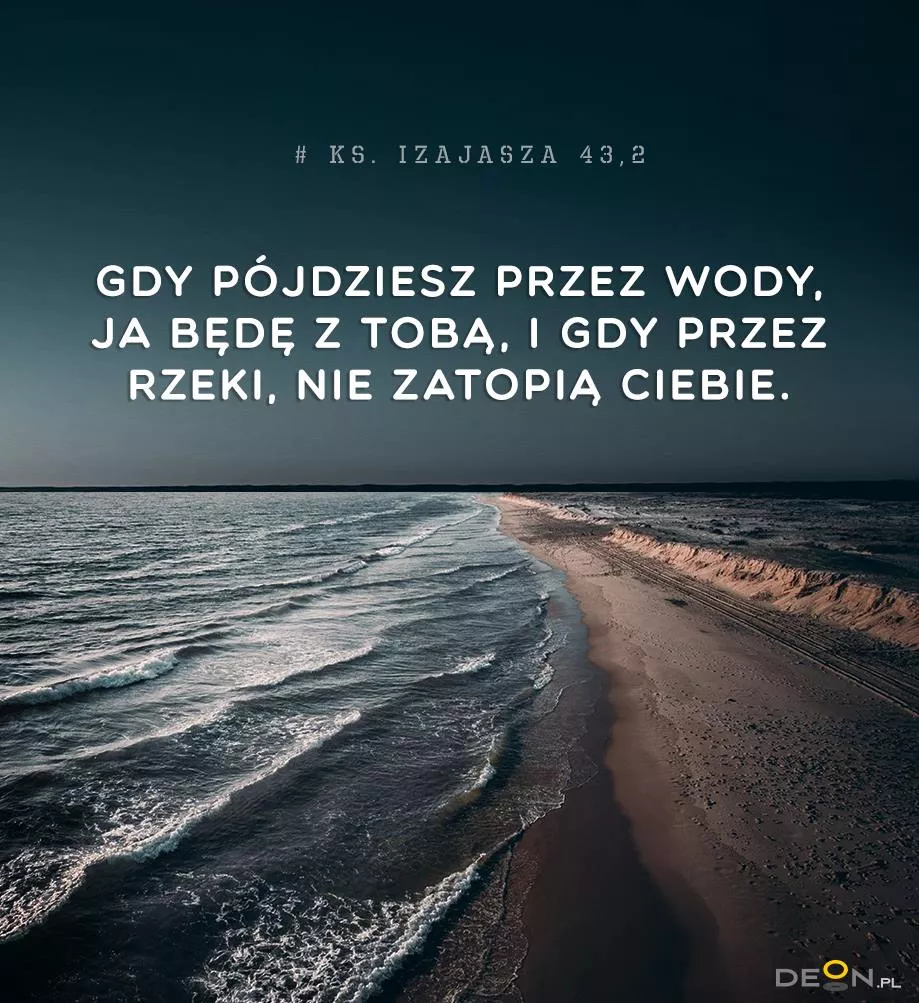 # KS. IZAJASZA 43,2
GDY PÓJDZIESZ PRZEZ WODY,
JA BĘDĘ Z TOBĄ, I GDY PRZEZ
RZEKI, NIE ZATOPIĄ CIEBIE.
DEON.PL